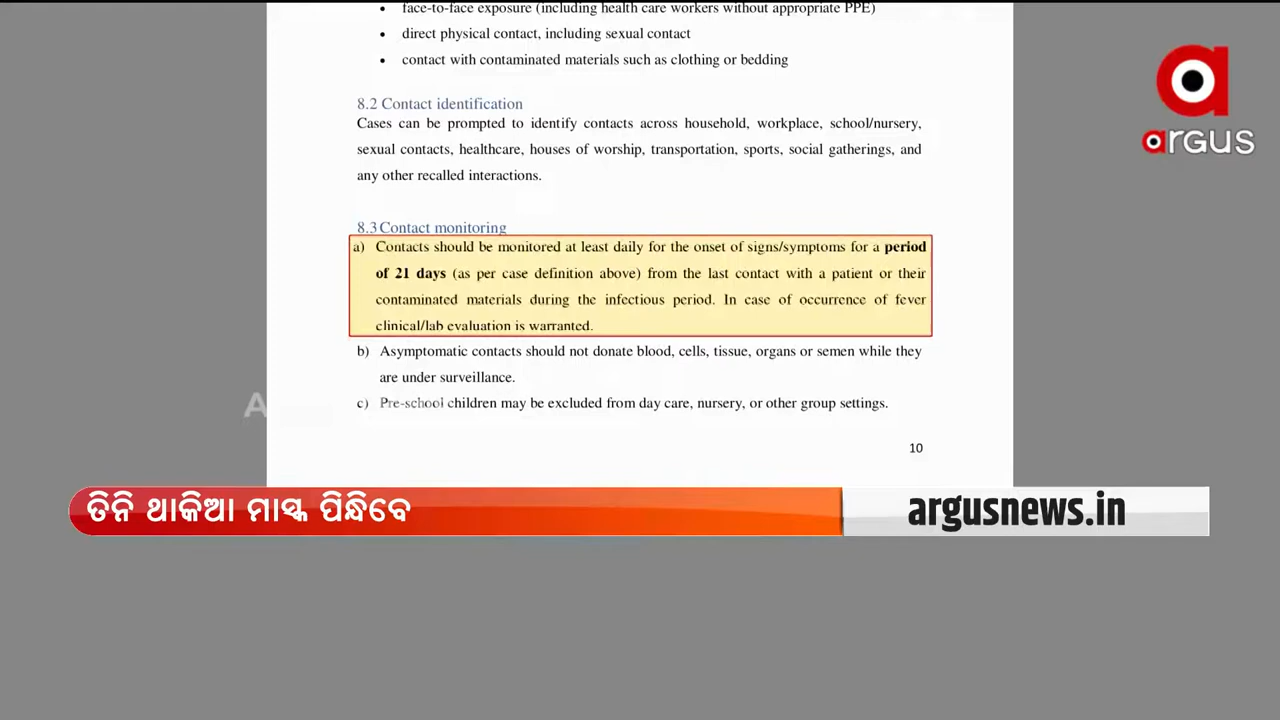 • face-to-face exposure (including health care workers without appropriate PPE)
• direct physical contact, including sexual contact
• contact with contaminated materials such as clothing or bedding
8.2 Contact identification
Cases can be prompted to identify contacts across household, workplace, school/nursery,
sexual contacts, healthcare, houses of worship, transportation, sports, social gatherings, and
any other recalled interactions.
8.3 Contact monitoring
a) Contacts should be monitored at least daily for the onset of signs/symptoms for a period
of 21 days (as per case definition above) from the last contact with a patient or their
contaminated materials during the infectious period. In case of occurrence of fever
clinical/lab evaluation is warranted.
b) Asymptomatic contacts should not donate blood, cells, tissue, organs or semen while they
are under surveillance.
c) Pre-school children may be excluded from day care, nursery, or other group settings.
10
argus
ତିନି ଥାକିଆ ମାସ୍କ ପିନ୍ଧିବେ
argusnews.in